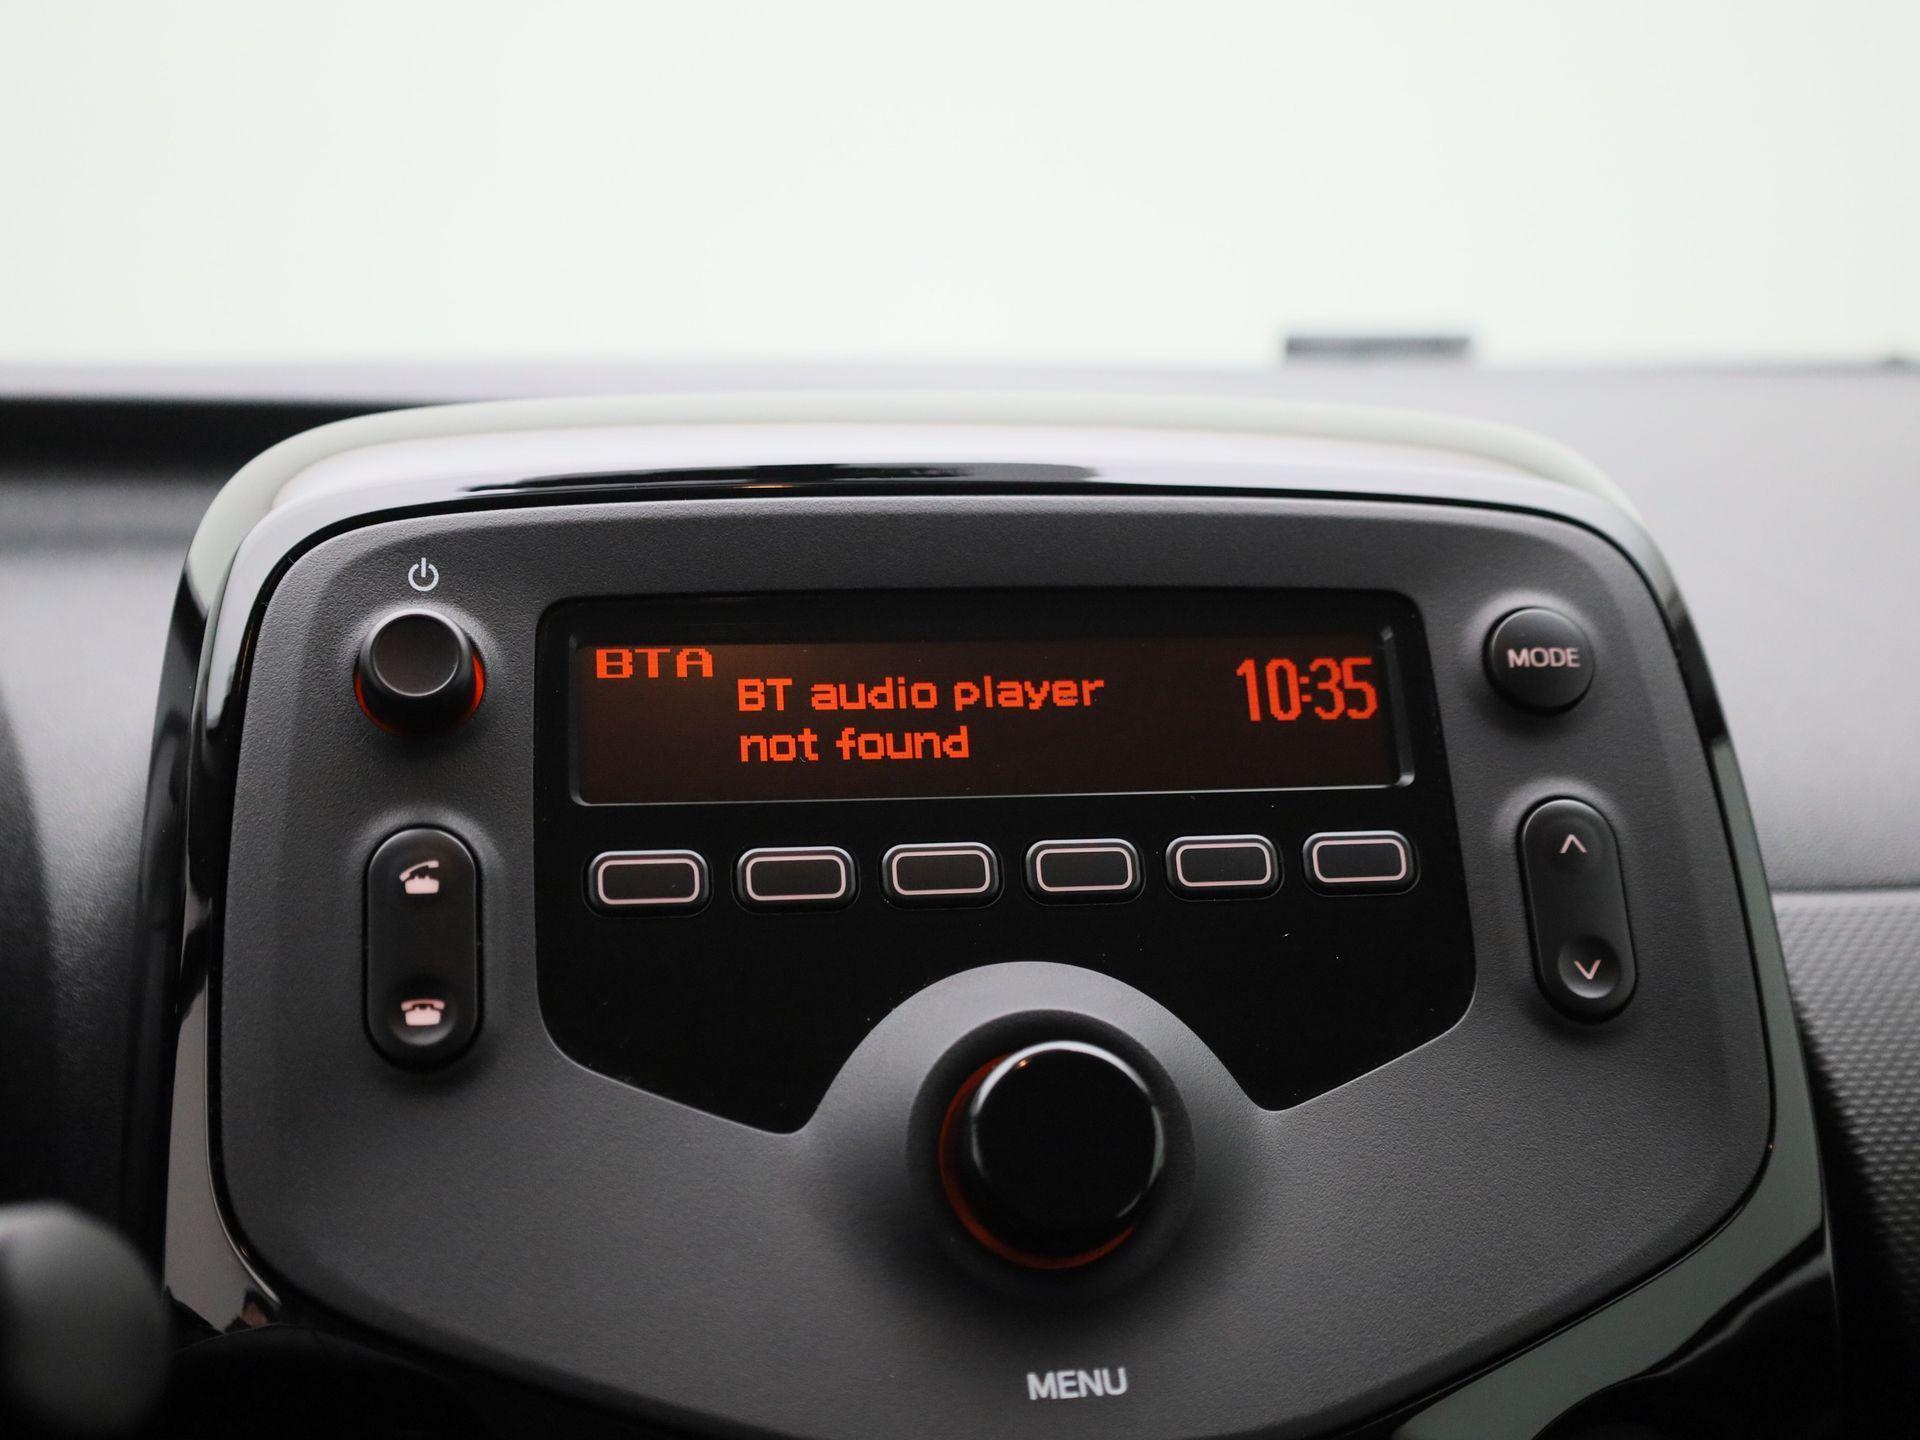 BTA
BT audio player
not found
10:35
MODE
MENU